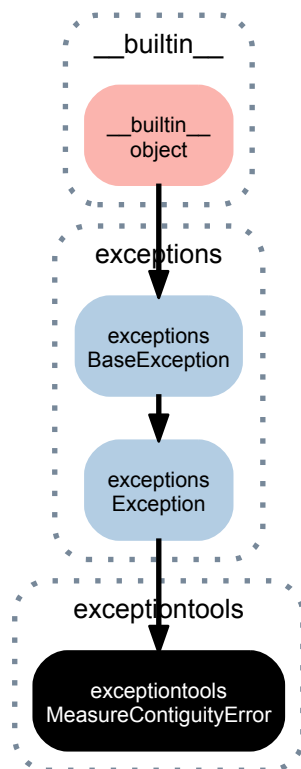 __builtin__
__builtin__
object
exceptions
exceptions
BaseException
exceptions
Exception
exceptiontools
exceptiontools
MeasureContiguityError